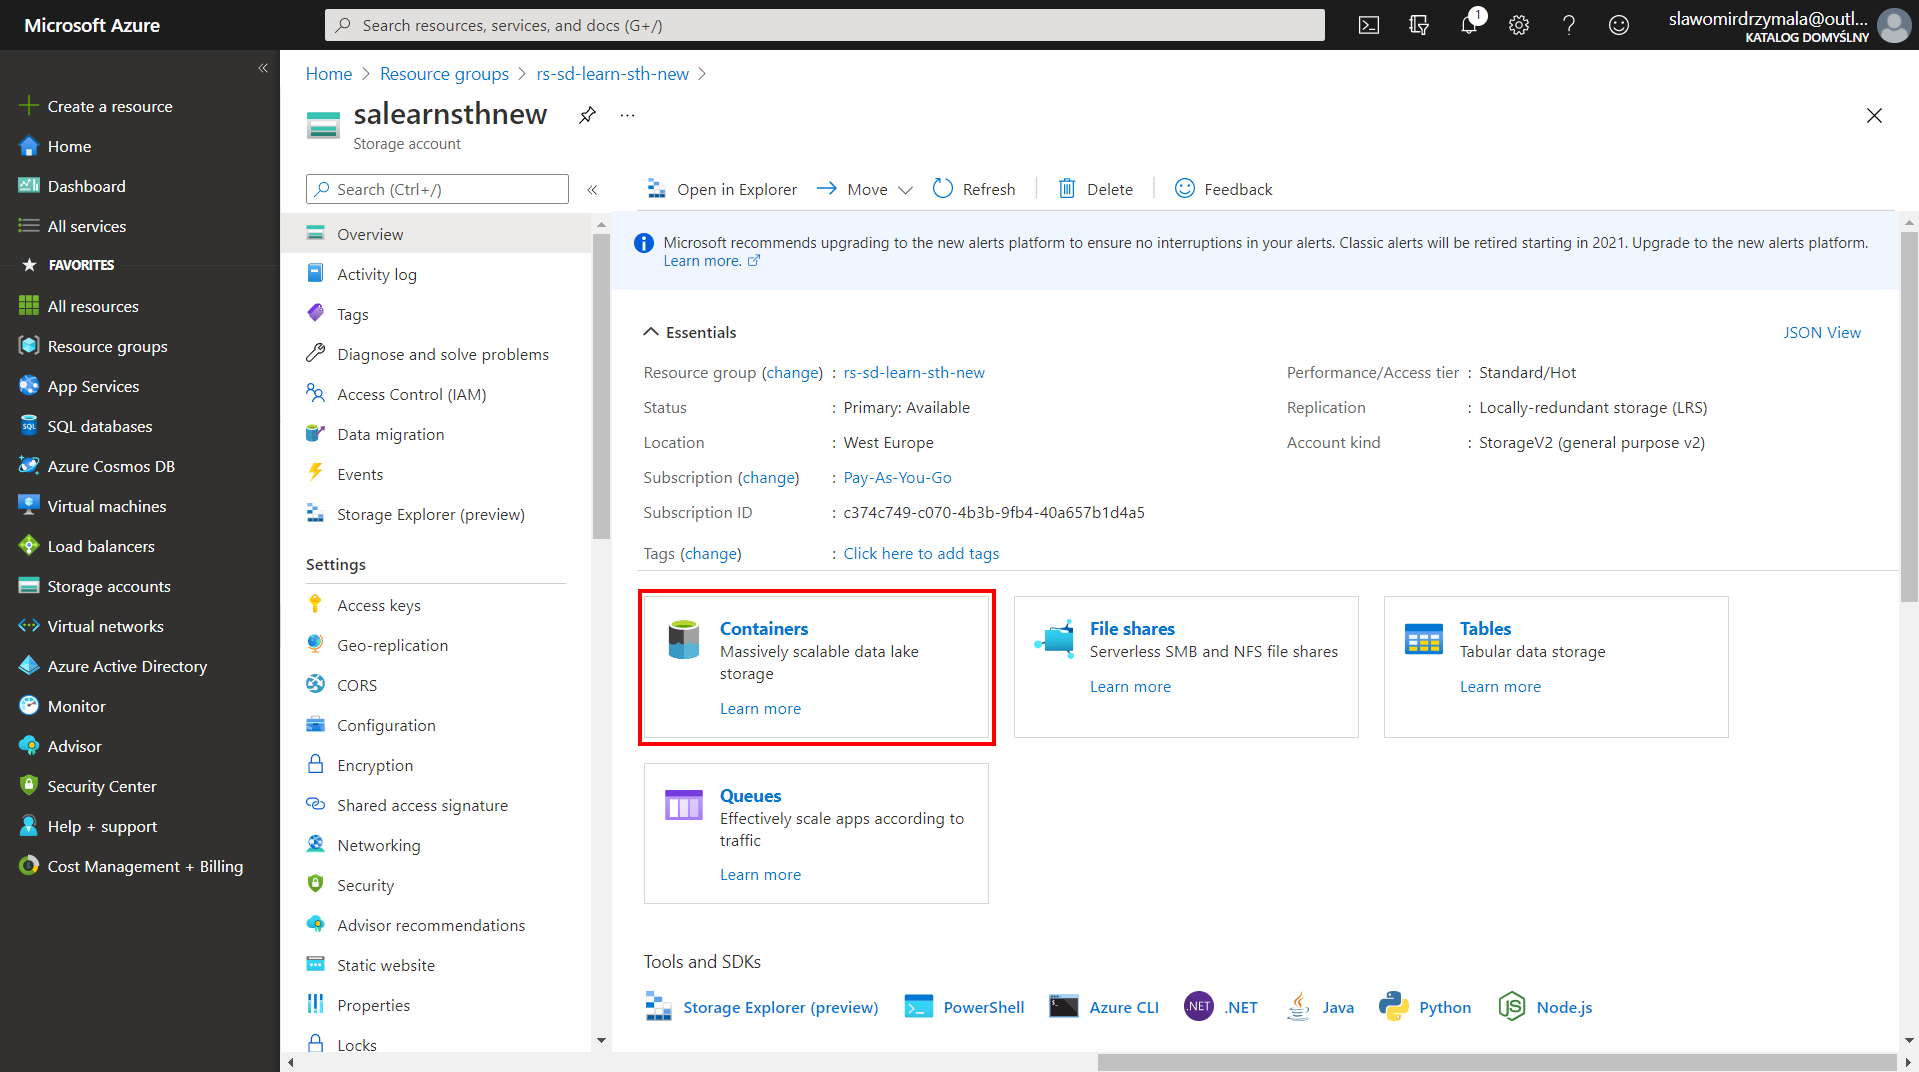 Microsoft Azure
Search resources, services, and docs (G+/)
1
slawomirdrzymala@outl...
KATALOG DOMYŚLNY
Create a resource
Home
Dashboard
All services
FAVORITES
All resources
Resource groups
App Services
SQL databases
Azure Cosmos DB
Virtual machines
Load balancers
Storage accounts
Virtual networks
Azure Active Directory
Monitor
Advisor
Security Center
Help + support
Cost Management + Billing
Home > Resource groups > rs-sd-learn-sth-new >
salearnsthnew
Storage account
Search (Ctrl+/)
Overview
Activity log
Tags
Diagnose and solve problems
Access Control (IAM)
Data migration
Events
Storage Explorer (preview)
Settings
Access keys
Geo-replication
CORS
Configuration
Encryption
Shared access signature
Networking
Security
Advisor recommendations
Static website
Properties
Locks
Open in Explorer Move Refresh Delete Feedback
Microsoft recommends upgrading to the new alerts platform to ensure no interruptions in your alerts. Classic alerts will be retired starting in 2021. Upgrade to the new alerts platform.
Learn more.
Essentials
JSON View
Resource group (change) : rs-sd-learn-sth-new
Status : Primary: Available
Location : West Europe
Subscription (change) : Pay-As-You-Go
Subscription ID : c374c749-c070-4b3b-9fb4-40a657b1d4a5
Tags (change) : Click here to add tags
Performance/Access tier : Standard/Hot
Replication : Locally-redundant storage (LRS)
Account kind : StorageV2 (general purpose v2)
Containers
Massively scalable data lake
storage
Learn more
File shares
Serverless SMB and NFS file shares
Learn more
Tables
Tabular data storage
Learn more
Queues
Effectively scale apps according to
traffic
Learn more
Tools and SDKs
Storage Explorer (preview) PowerShell Azure CLI .NET .NET Java Python Node.js